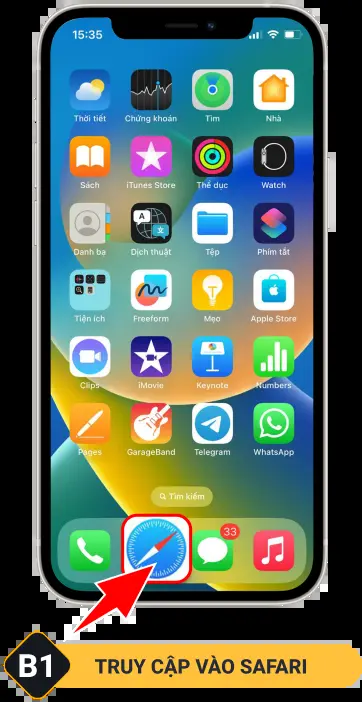 15:35
Thời tiết Chứng khoán Tìm Nhà
Sách iTunes Store Thể dục Watch
Danh bạ Dịch thuật Tệp Phím tắt
Tiện ích Freeform Mẹo Apple Store
Clips iMovie Keynote Numbers
Pages GarageBand Telegram WhatsApp
Tìm kiếm
33
B1 TRUY CẬP VÀO SAFARI